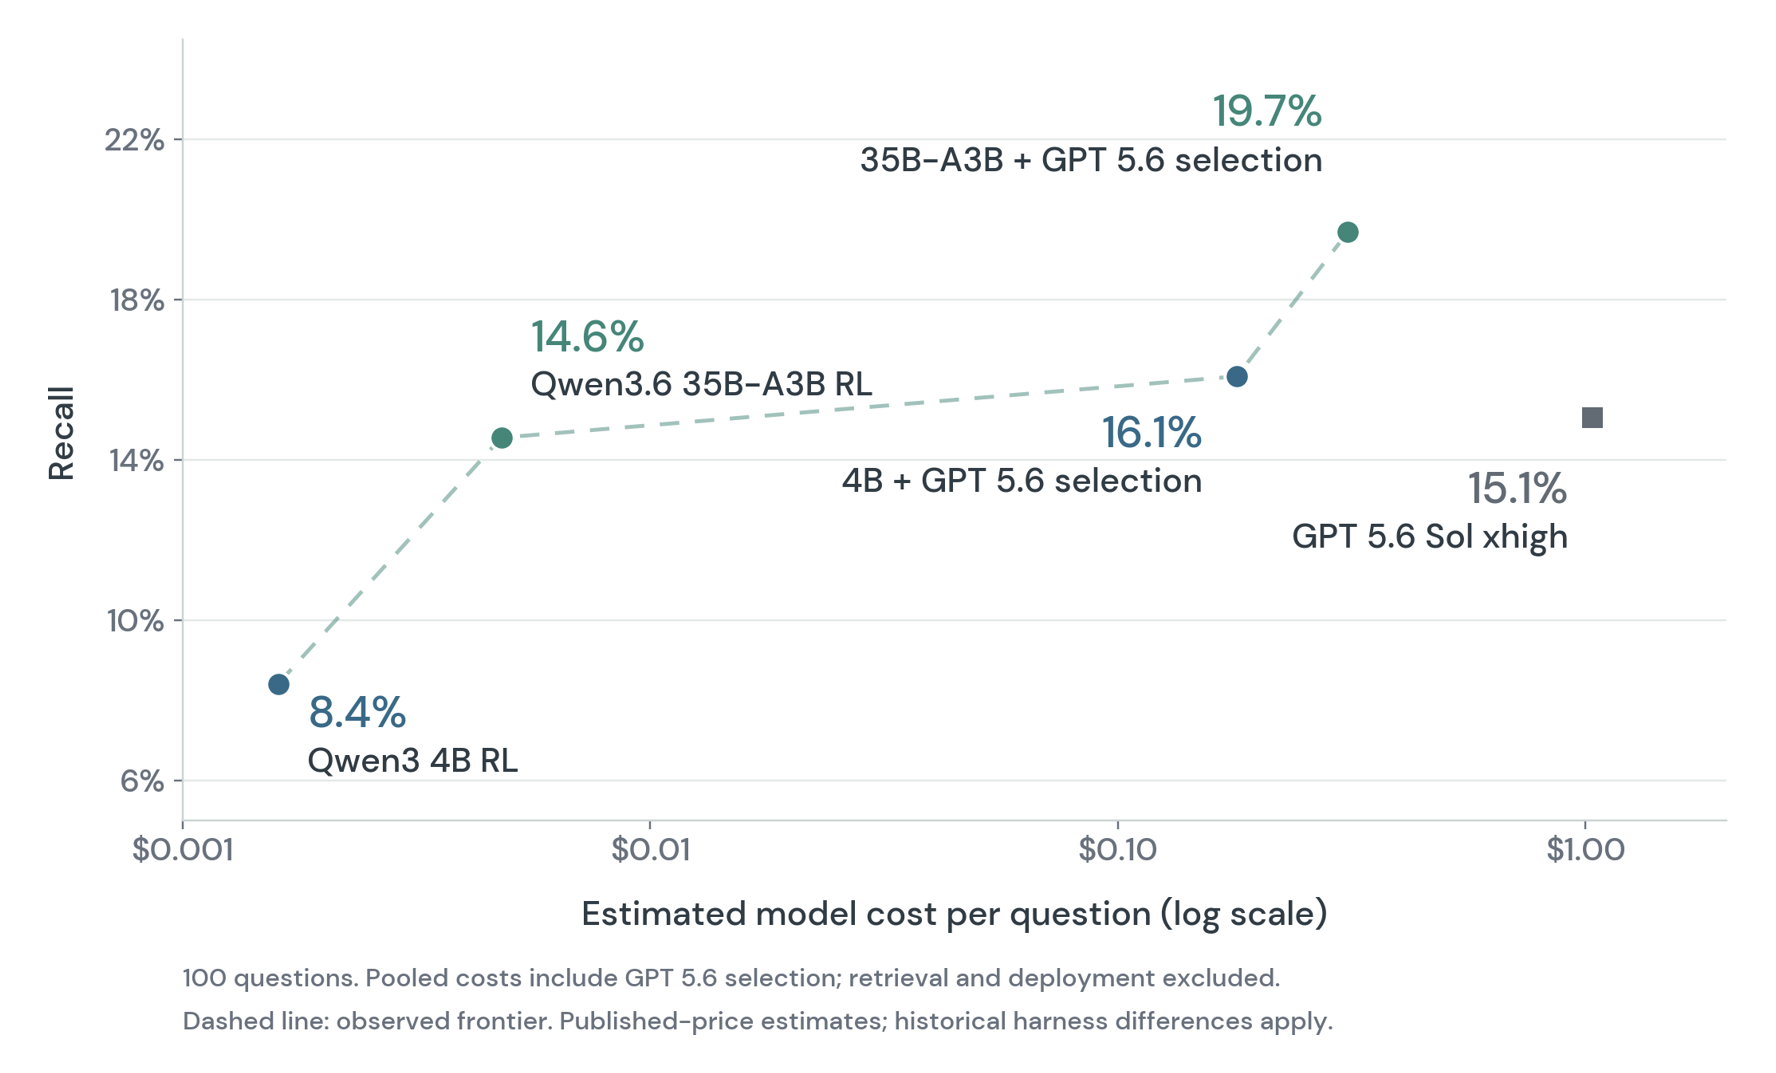 19.7%
35B-A3B + GPT 5.6 selection
22%
18%
14.6%
Qwen3.6 35B-A3B RL
16.1%
4B + GPT 5.6 selection
14%
15.1%
GPT 5.6 Sol xhigh
Recall
10%
8.4%
Qwen3 4B RL
6%
$0.001
$0.01
$0.10
$1.00
Estimated model cost per question (log scale)
100 questions. Pooled costs include GPT 5.6 selection; retrieval and deployment excluded.
Dashed line: observed frontier. Published-price estimates; historical harness differences apply.